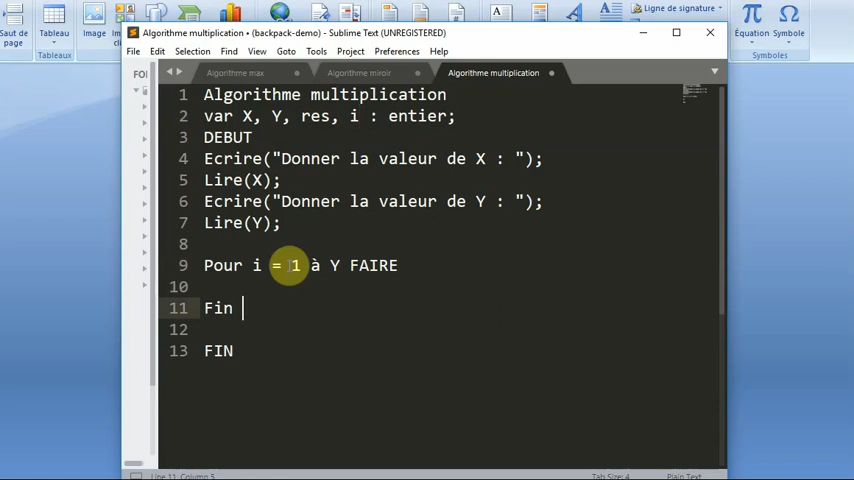 Saut de page
Tableau
Tableaux
Image
Ligne de signature
Équation Symbole
Symboles
Algorithme multiplication • (backpack-demo) - Sublime Text (UNREGISTERED)
File Edit Selection Find View Goto Tools Project Preferences Help
FO
Algorithme max
Algorithme miroir
Algorithme multiplication
1 Algorithme multiplication
2 var X, Y, res, i : entier;
3 DEBUT
4 Ecrire("Donner la valeur de X : ");
5 Lire(X);
6 Ecrire("Donner la valeur de Y : ");
7 Lire(Y);
8
9 Pour i = 1 à Y FAIRE
10
11 Fin
12
13 FIN
Line 11, Column 5
Tab Size: 4
Plain Text